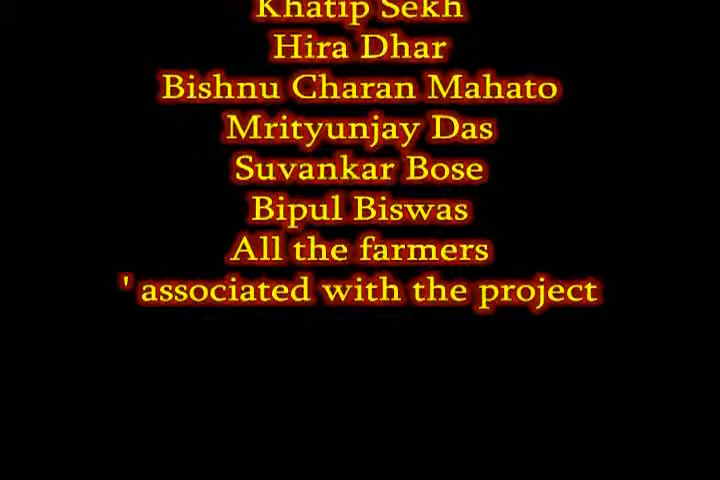 Khatip Sekh
Hira Dhar
Bishnu Charan Mahato
Mrityunjay Das
Suvankar Bose
Bipul Biswas
All the farmers
' associated with the project